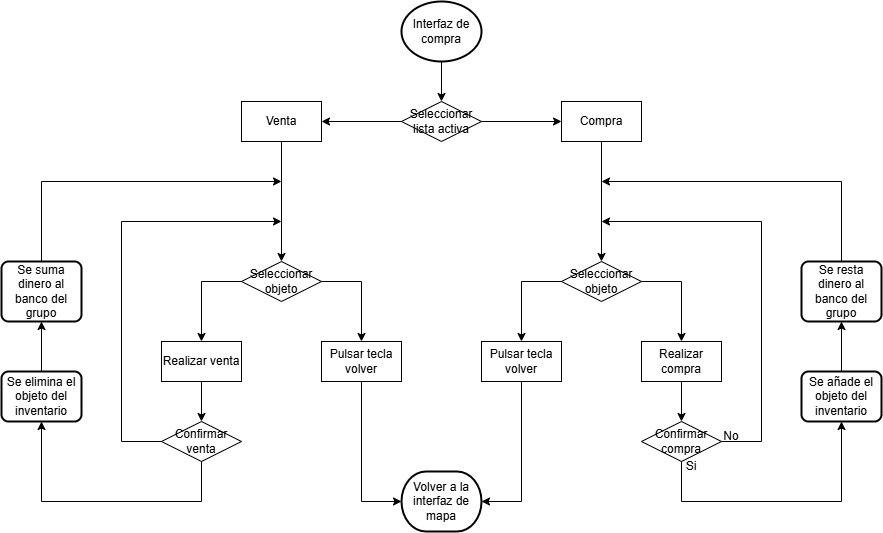 Interfaz de
compra
Seleccionar
lista activa
Venta
Compra
Seleccionar
objeto
Seleccionar
objeto
Se suma
dinero al
banco del
grupo
Se resta
dinero al
banco del
grupo
Realizar venta
Pulsar tecla
volver
Pulsar tecla
volver
Realizar
compra
Se elimina el
objeto del
inventario
Se añade el
objeto del
inventario
Confirmar
venta
Confirmar
compra
No
Si
Volver a la
interfaz de
mapa